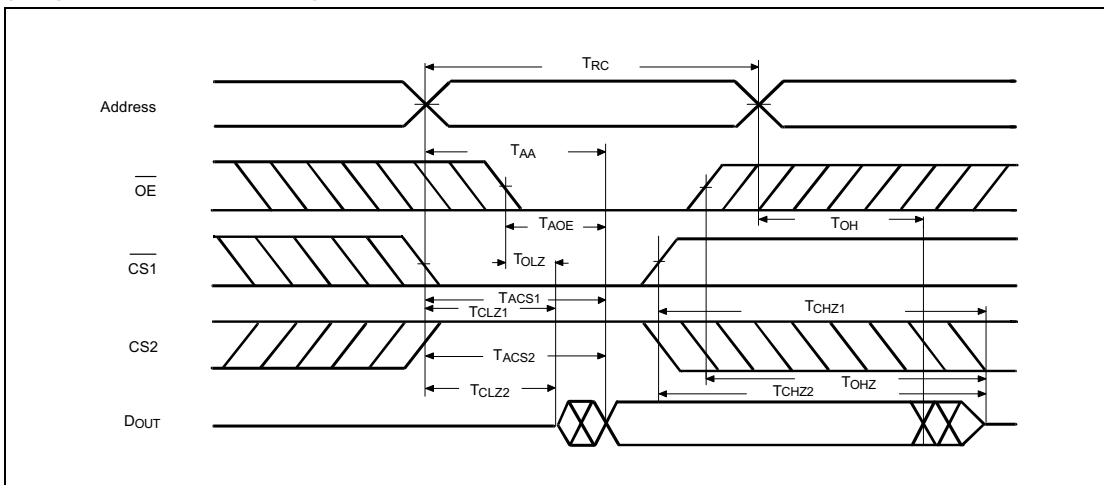 TRC
Address
TAA
OE
TAOE
TOH
TOLZ
CS1
TACS1
TCLZ1
TCHZ1
CS2
TACS2
TOHZ
TCLZ2
TCHZ2
DOUT